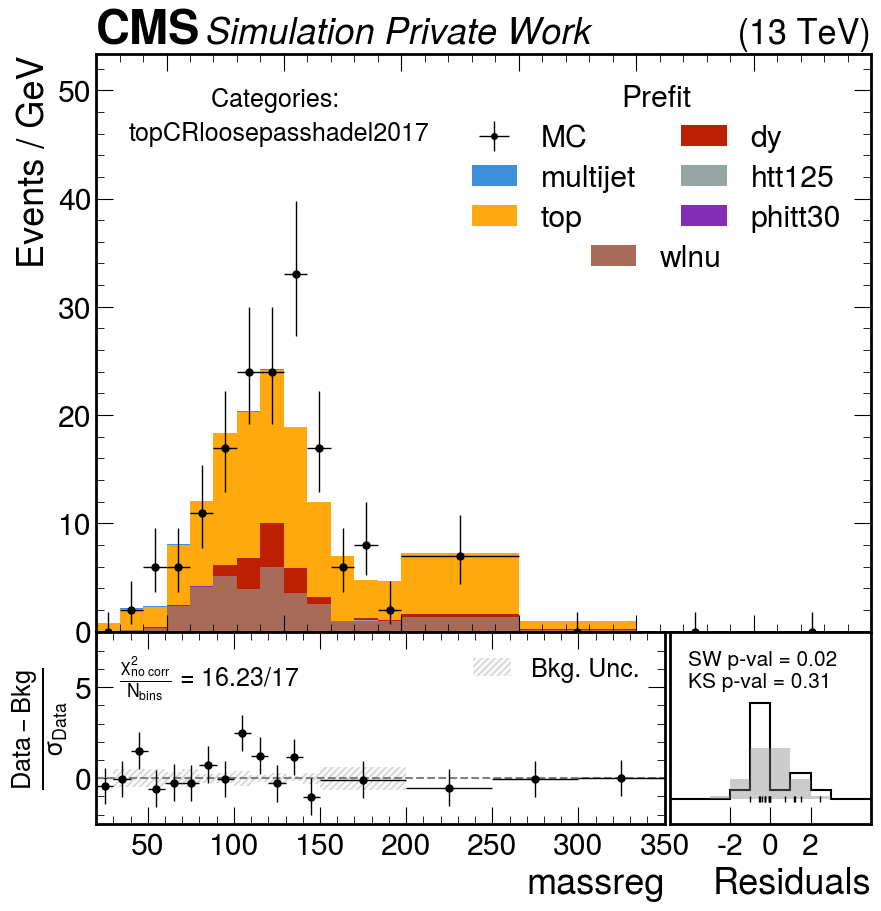 CMS Simulation Private Work (13 TeV)
Events / GeV
50
40
30
20
10
0
Categories:
topCRloosepasshadel2017
Prefit
MC
dy
multijet
htt125
top
phitt30
wlnu
Data − Bkg
σData
5
0
χ2 no corr
Nbins
= 16.23/17
Bkg. Unc.
SW p-val = 0.02
KS p-val = 0.31
50 100 150 200 250 300 350
-2 0 2
massreg
Residuals